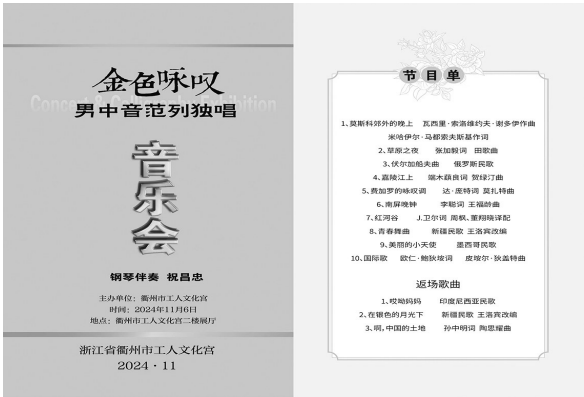 金色咏叹
Concert & Calligraphy Exhibition
男中音范列独唱
音乐会
钢琴伴奏 祝昌忠
主办单位：衢州市工人文化宫
时间：2024年11月6日
地点：衢州市工人文化宫二楼展厅
浙江省衢州市工人文化宫
2024·11
节目单
1、莫斯科郊外的晚上 瓦西里·索洛维约夫·谢多伊作曲
米哈伊尔·马都索夫斯基作词
2、草原之夜 张加毅词 田歌曲
3、伏尔加船夫曲 俄罗斯民歌
4、嘉陵江上 端木蕻良词 贺绿汀曲
5、费加罗的咏叹调 达·庞特词 莫扎特曲
6、南屏晚钟 李聪词 王福龄曲
7、红河谷 J.卫尔词 周枫、董翔晓译配
8、青春舞曲 新疆民歌 王洛宾改编
9、美丽的小天使 墨西哥民歌
10、国际歌 欧仁·鲍狄埃词 皮埃尔·狄盖特曲
返场歌曲
1、哎呦妈妈 印度尼西亚民歌
2、在银色的月光下 新疆民歌 王洛宾改编
3、啊,中国的土地 孙中明词 陶思耀曲